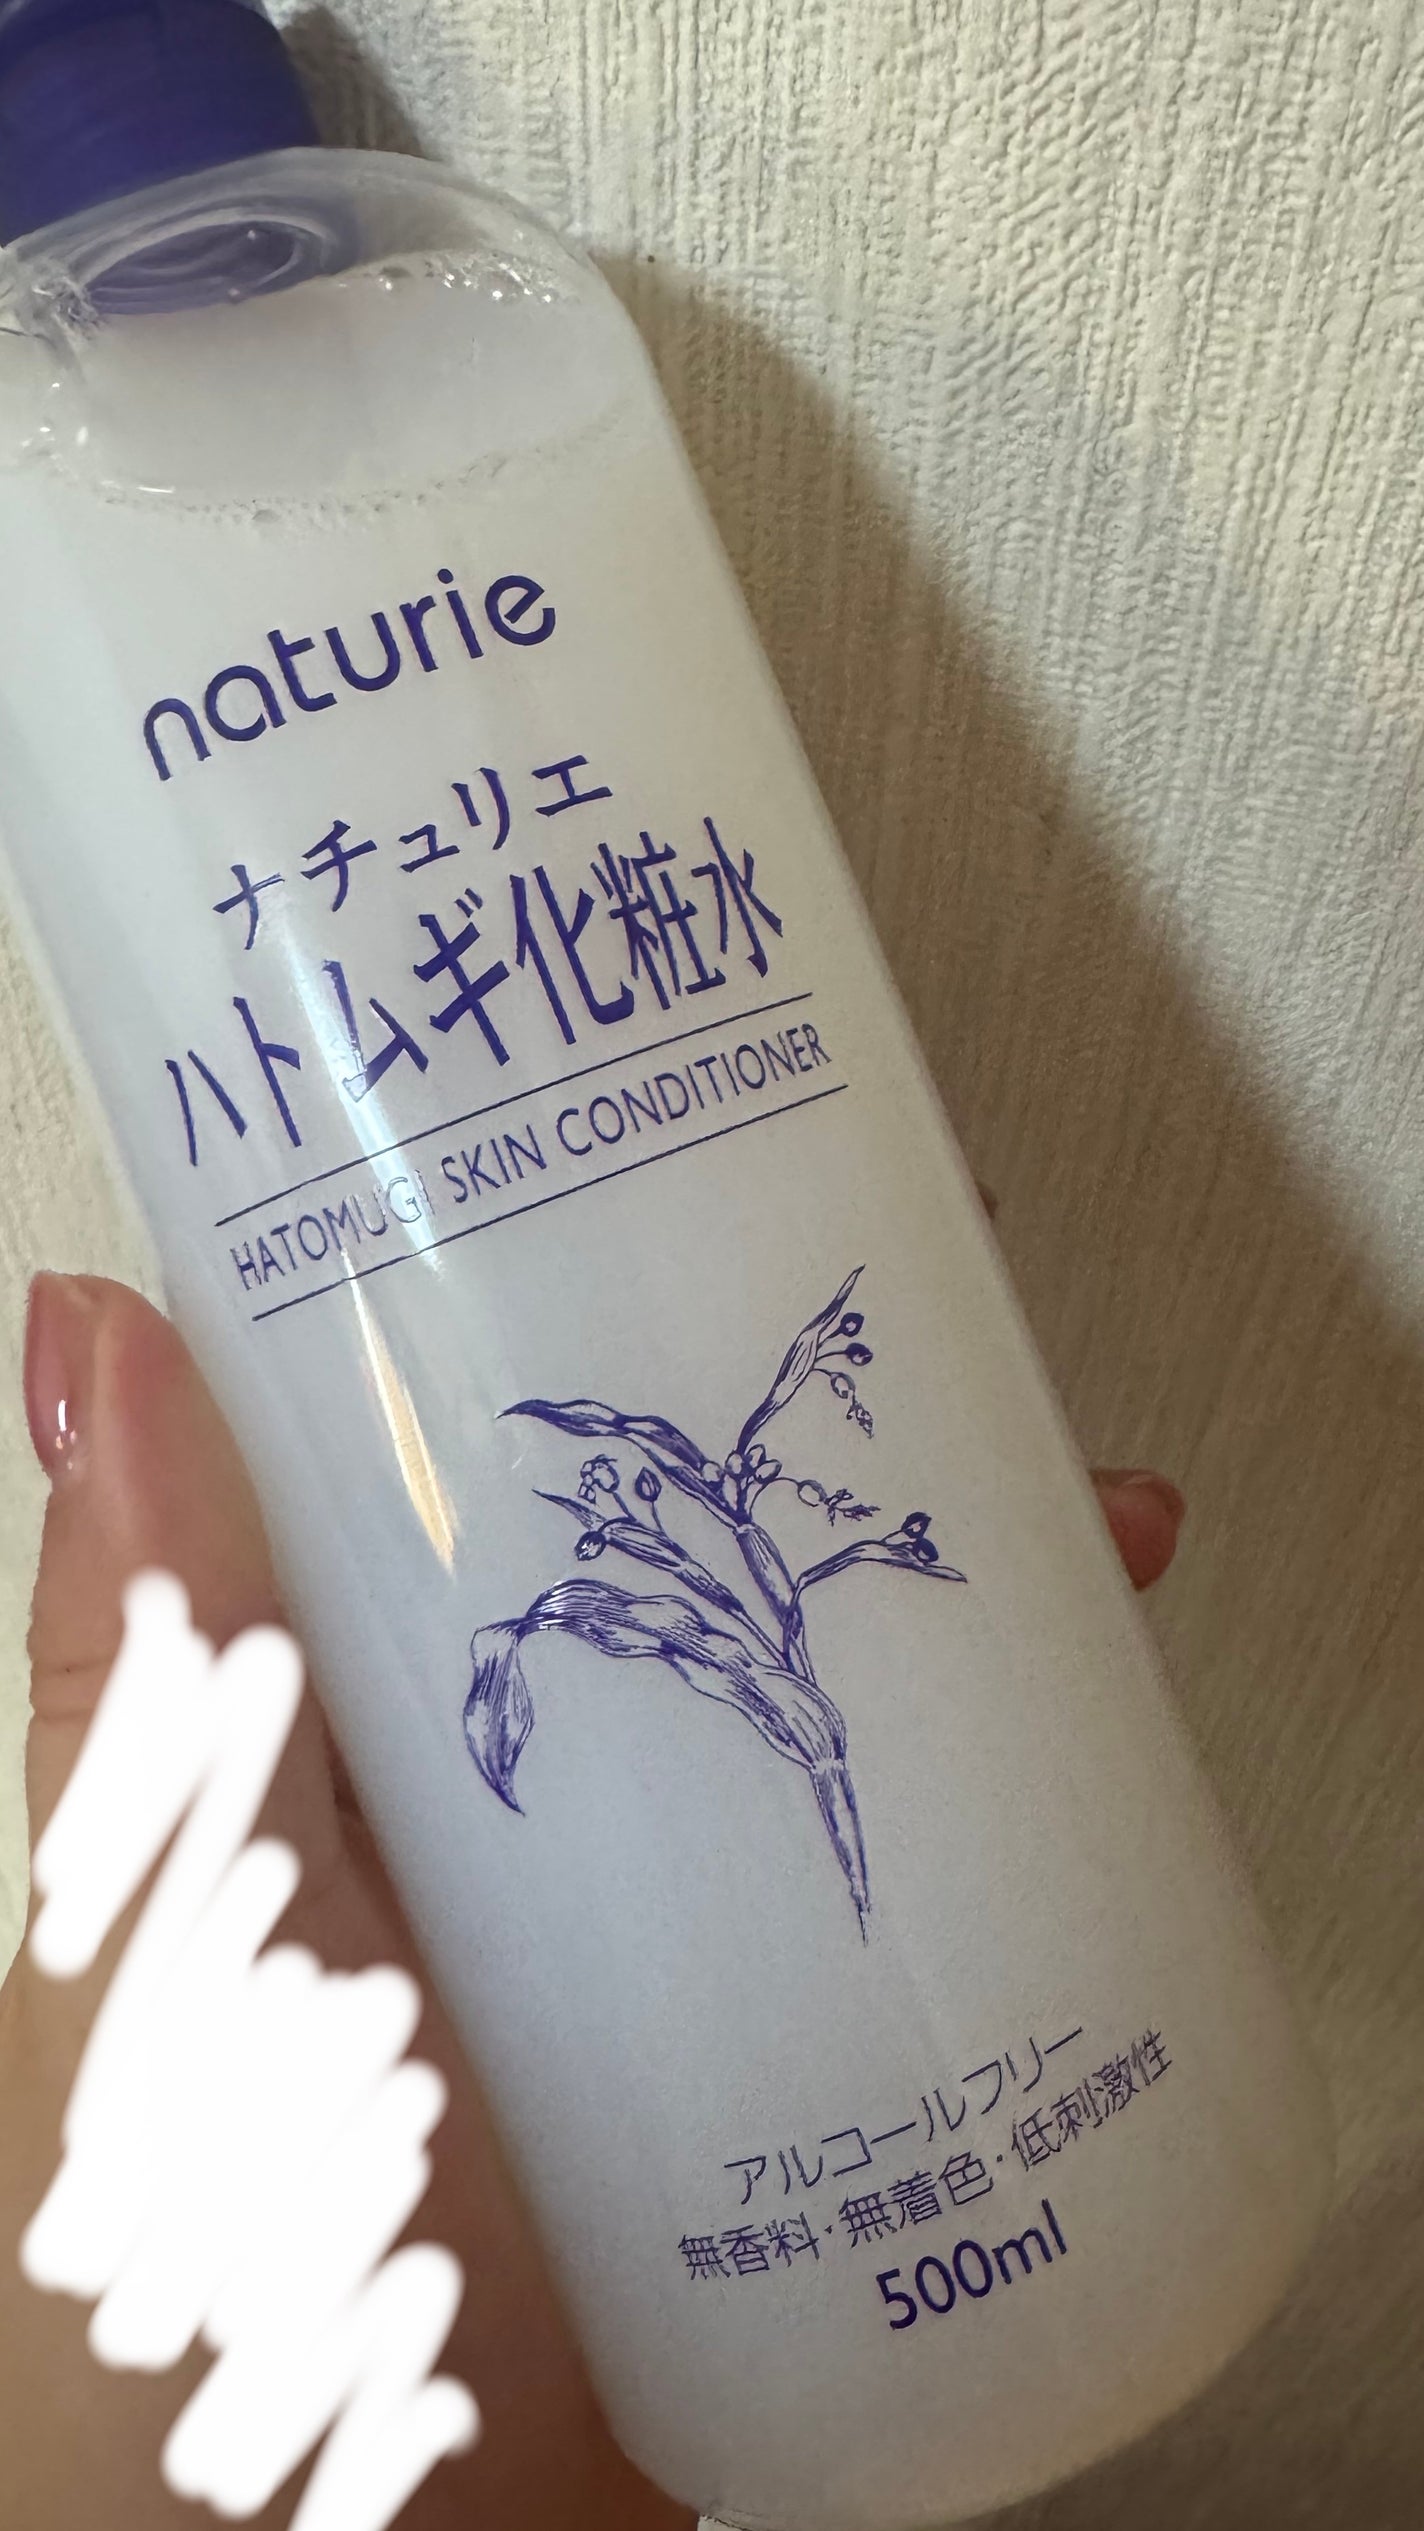 naturie
ナチュリエ
ハトムギ化粧水
HATOMUGI SKIN CONDITIONER
アルコールフリー
無香料・無着色・低刺激性
500ml